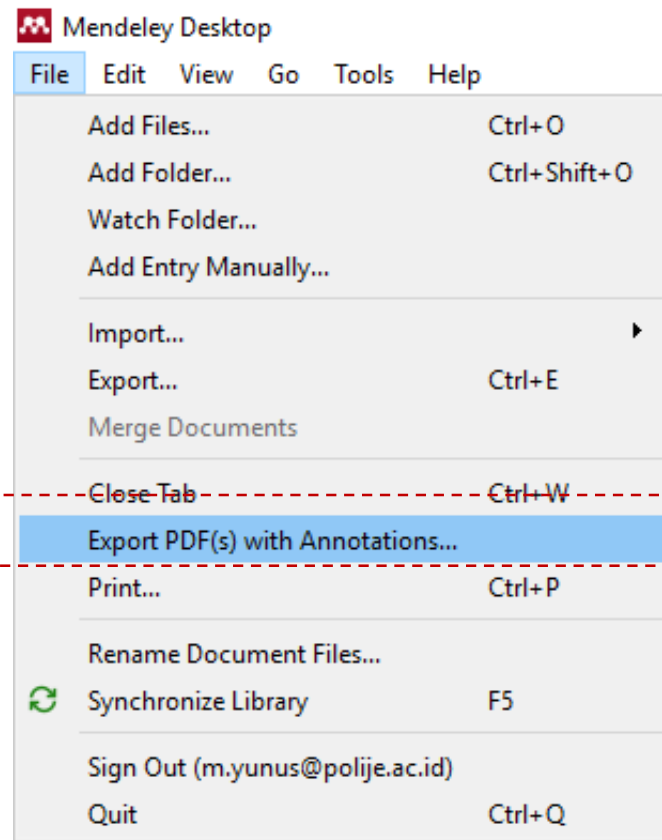 Mendeley Desktop
File Edit View Go Tools Help
Add Files... Ctrl+O
Add Folder... Ctrl+Shift+O
Watch Folder...
Add Entry Manually...
Import...
Export... Ctrl+E
Merge Documents
Close Tab Ctrl+W
Export PDF(s) with Annotations...
Print... Ctrl+P
Rename Document Files...
Synchronize Library F5
Sign Out (m.yunus@polije.ac.id)
Quit Ctrl+Q